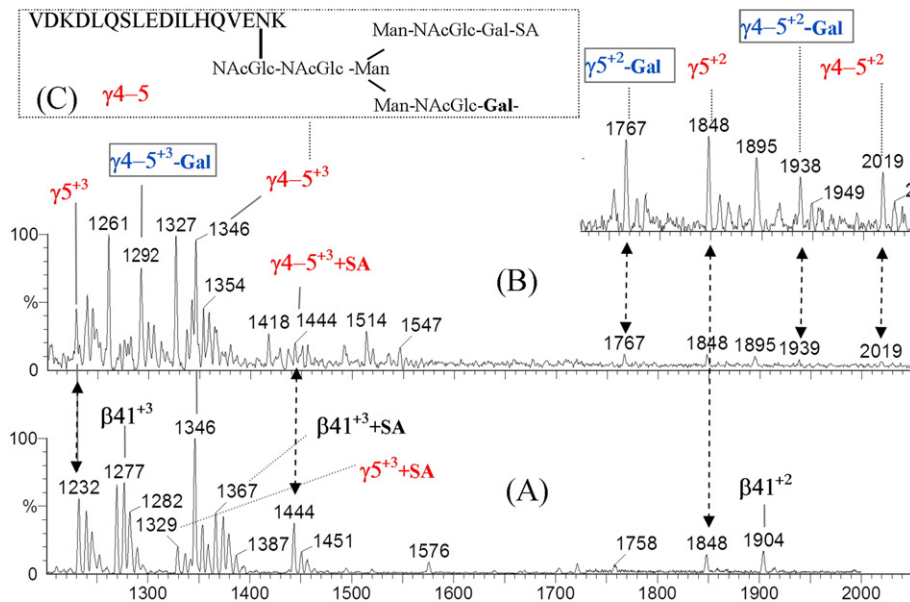 VDKDLQSLEDILHQVENK
Man-NAcGlc-Gal-SA
NAcGlc-NAcGlc -Man
Man-NAcGlc-Gal-
(C) γ4–5
γ5+2-Gal
γ5+2
γ4–5+2-Gal
γ4–5+2
1767
1848
1895
1938
1949
2019
2
γ5+3
γ4–5+3-Gal
γ4–5+3
1261
1292
1327
1346
1354
γ4–5+3+SA
1418
1444
1514
1547
(B)
1767
1848
1895
1939
2019
100
%
0
β41+3
1346
β41+3+SA
γ5+3+SA
(A)
β41+2
100
%
0
1232
1277
1282
1329
1367
1387
1444
1451
1576
1758
1848
1904
1300 1400 1500 1600 1700 1800 1900 2000